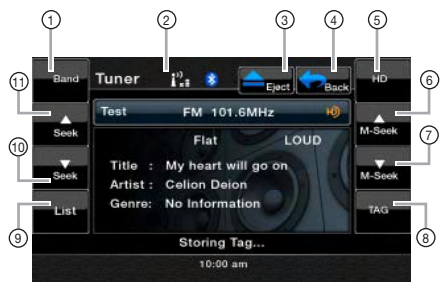 1 2 3 4 5
Band Tuner Eject Back HD
11 6
Test FM 101.6MHz HD
Seek M-Seek
Flat LOUD
10 7
Title : My heart will go on
Seek M-Seek
Artist : Celion Deion
Genre: No Information
List TAG
9 8
Storing Tag...
10:00 am